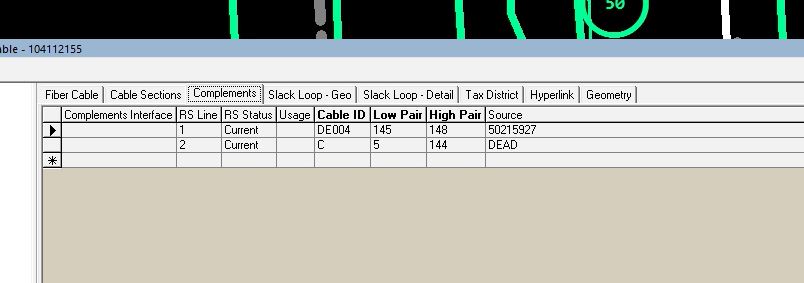 50
able - 104112155
Fiber Cable Cable Sections Complements Slack Loop - Geo Slack Loop - Detail Tax District Hyperlink Geometry
Complements Interface RS Line RS Status Usage Cable ID Low Pair High Pair Source
1 Current DE004 145 148 50215927
2 Current C 5 144 DEAD